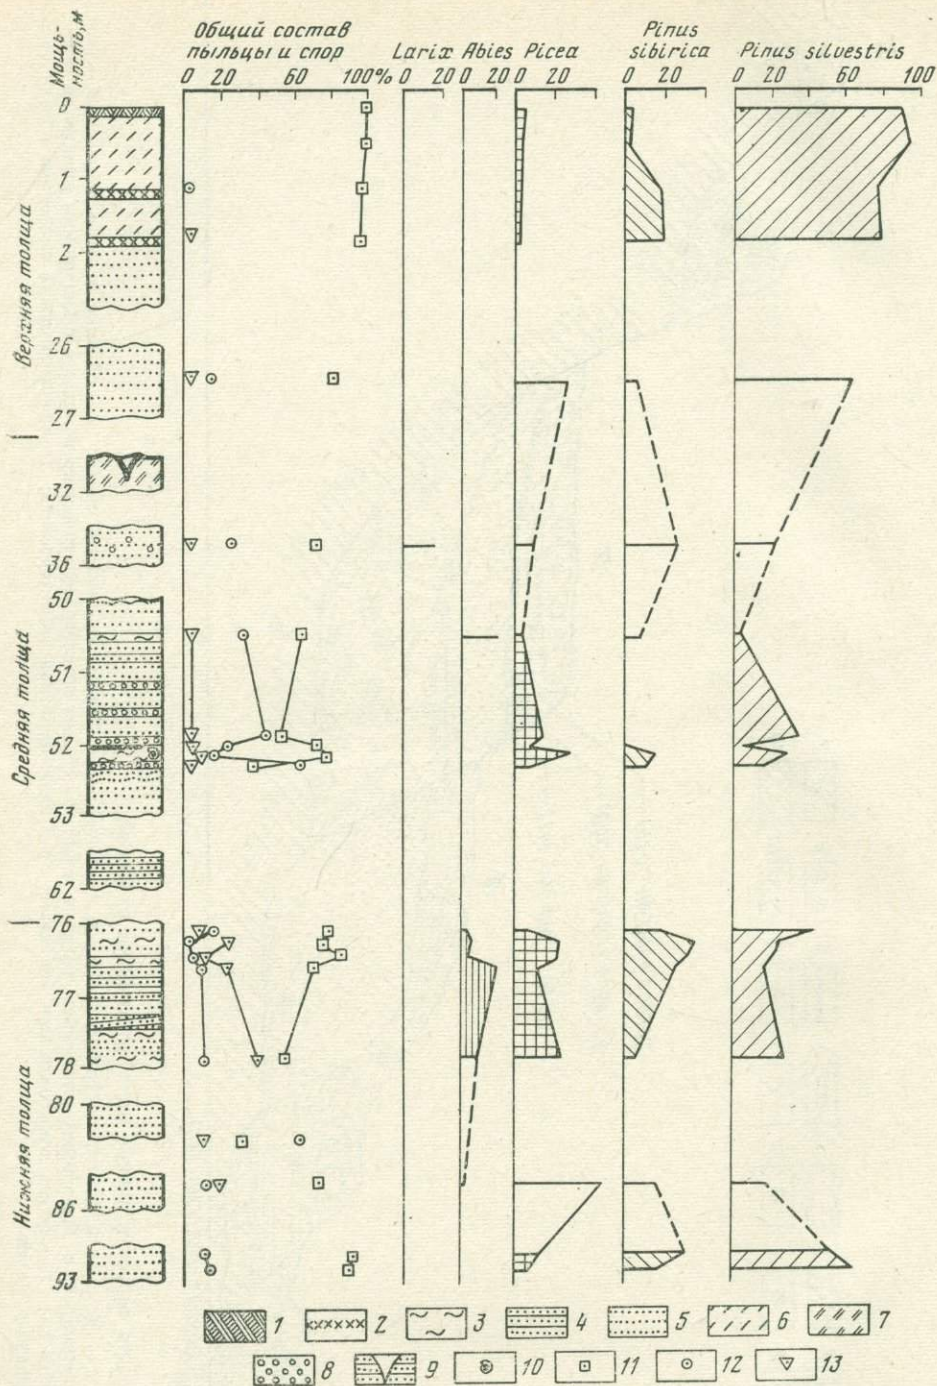 Мощь-
ность, м
Общий состав
пыльцы и спор
Larix Abies Picea
Pinus
sibirica
Pinus silvestris
0 20 60 100%
0 20
0 20
0 20
0 20
0 20 60 100
0
1
2
26
27
32
36
50
51
52
53
62
76
77
78
80
86
93
Верхняя толща
Средняя толща
Нижняя толща
1 2 3 4 5 6 7
8 9 10 11 12 13